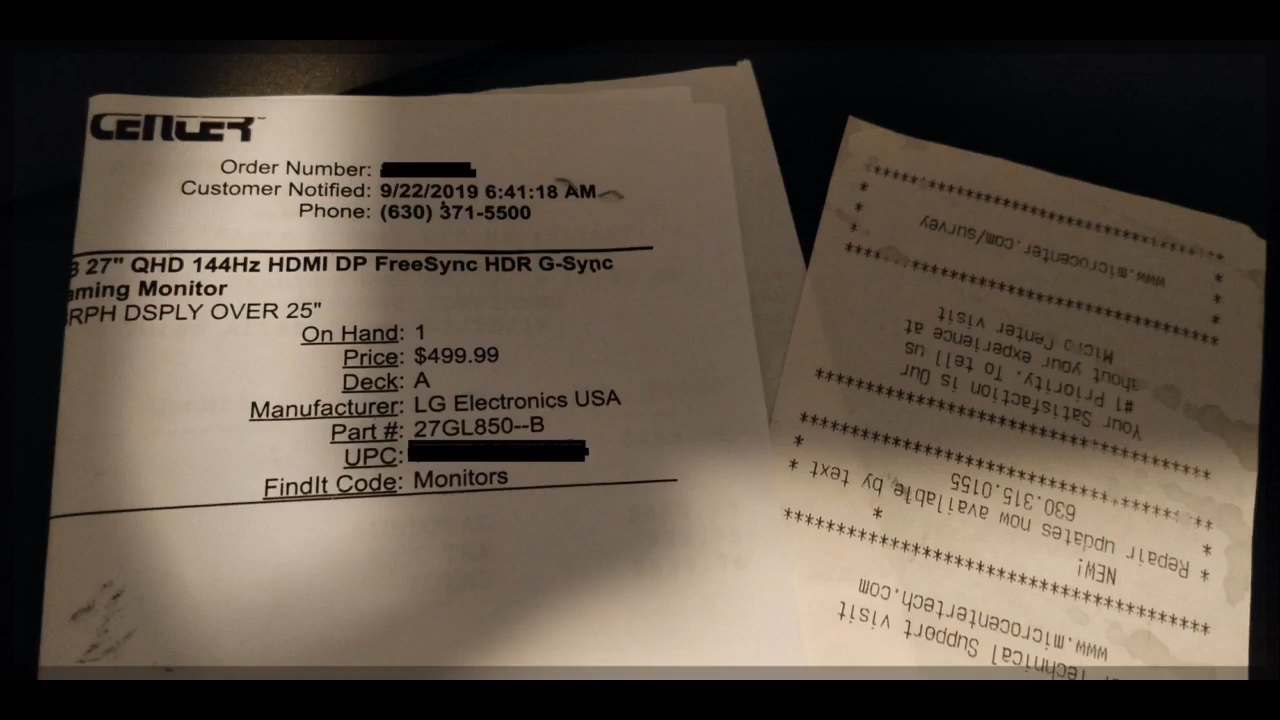 CENTER
Order Number:
Customer Notified: 9/22/2019 6:41:18 AM
Phone: (630) 371-5500
27" QHD 144Hz HDMI DP FreeSync HDR G-Sync
aming Monitor
RPH DSPLY OVER 25"
On Hand: 1
Price: $499.99
Deck: A
Manufacturer: LG Electronics USA
Part #: 27GL850--B
UPC:
FindIt Code: Monitors
Technical Support visit
www.microcentertech.com
*****************************************
* NEW! *
* Repair updates now available by text *
* 630.315.0155 *
*****************************************
*****************************************
Your Satisfaction is Our
#1 Priority. To tell us
about your experience at
Micro Center visit
*****************************************
* *
* www.microcenter.com/survey *
* *
*****************************************